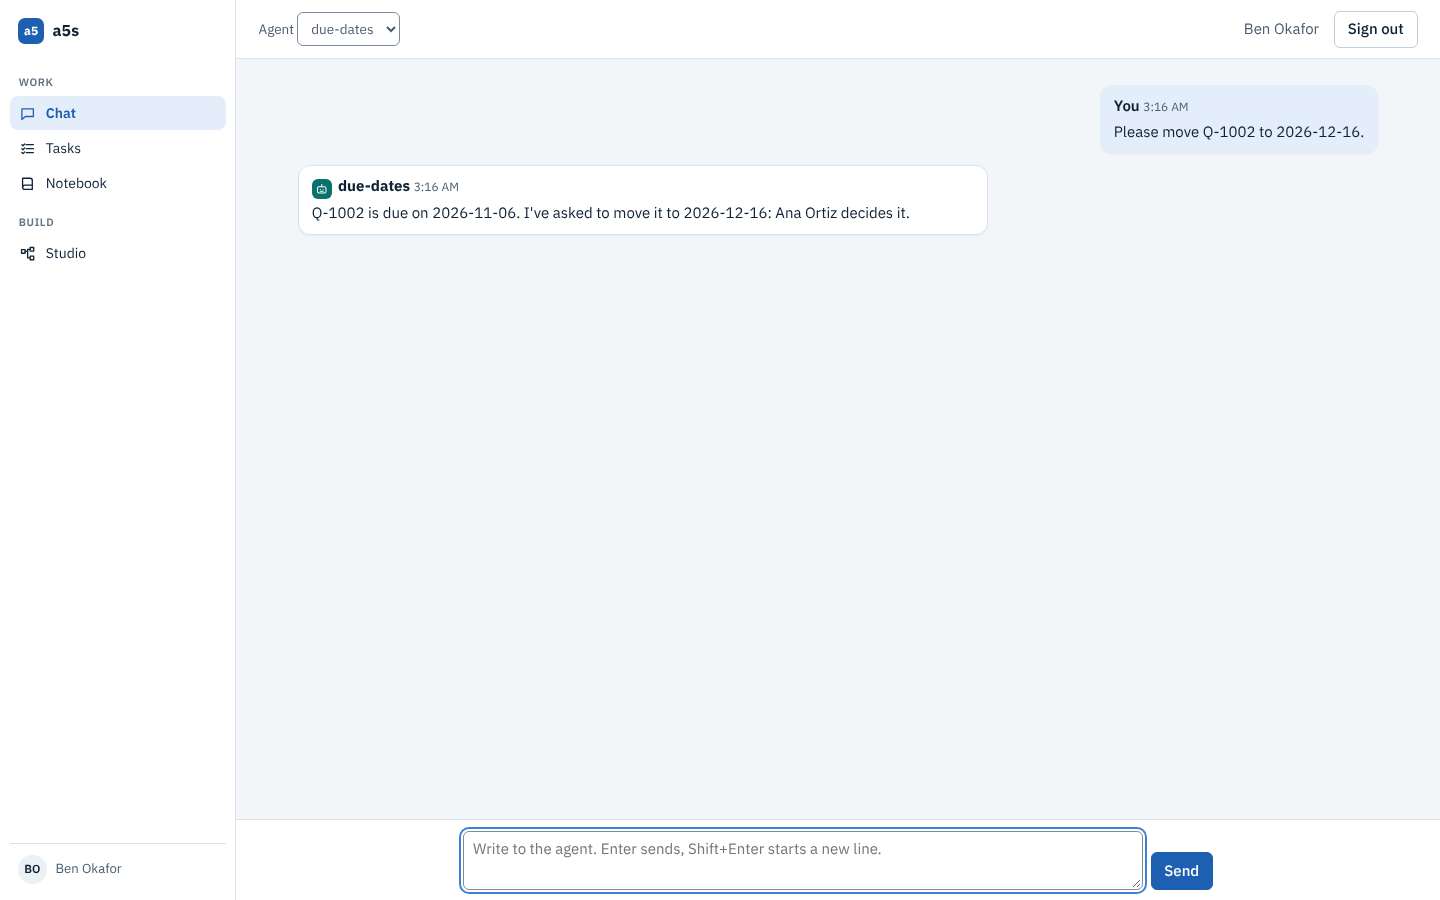 a5 a5s
WORK
Chat
Tasks
Notebook
BUILD
Studio
BO Ben Okafor
Agent due-dates
Ben Okafor
Sign out
You 3:16 AM
Please move Q-1002 to 2026-12-16.
due-dates 3:16 AM
Q-1002 is due on 2026-11-06. I've asked to move it to 2026-12-16: Ana Ortiz decides it.
Write to the agent. Enter sends, Shift+Enter starts a new line.
Send